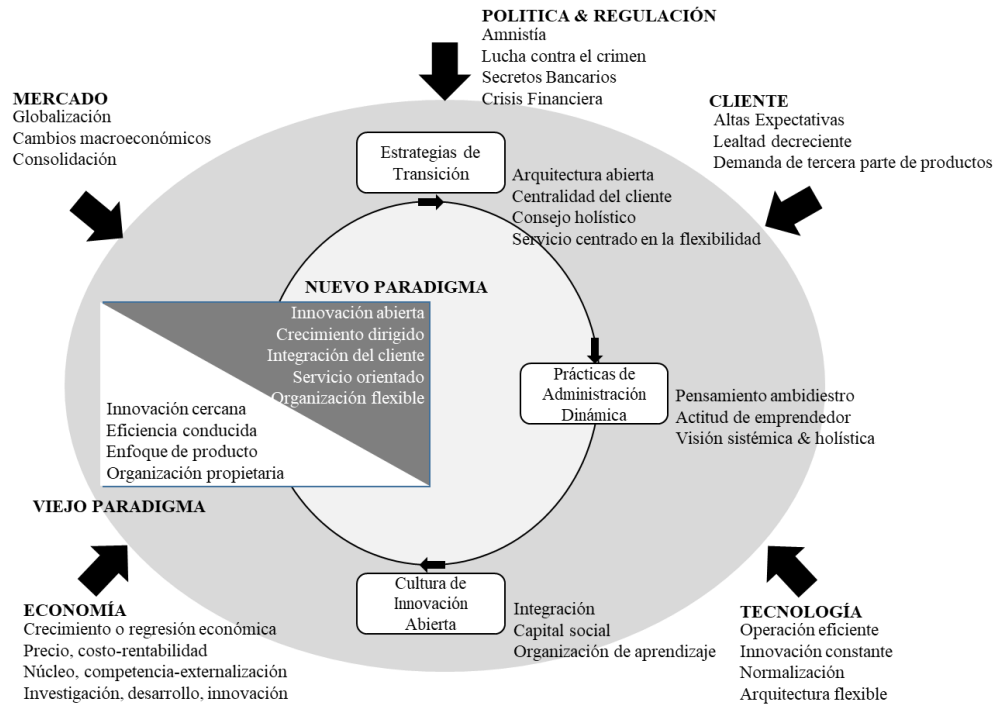 POLITICA & REGULACIÓN
Amnistía
Lucha contra el crimen
Secretos Bancarios
Crisis Financiera
MERCADO
Globalización
Cambios macroeconómicos
Consolidación
CLIENTE
Altas Expectativas
Lealtad decreciente
Demanda de tercera parte de productos
Estrategias de
Transición
Arquitectura abierta
Centralidad del cliente
Consejo holístico
Servicio centrado en la flexibilidad
NUEVO PARADIGMA
Innovación abierta
Crecimiento dirigido
Integración del cliente
Servicio orientado
Organización flexible
Innovación cercana
Eficiencia conducida
Enfoque de producto
Organización propietaria
VIEJO PARADIGMA
Prácticas de
Administración
Dinámica
Pensamiento ambidiestro
Actitud de emprendedor
Visión sistémica & holística
Cultura de
Innovación
Abierta
Integración
Capital social
Organización de aprendizaje
ECONOMÍA
Crecimiento o regresión económica
Precio, costo-rentabilidad
Núcleo, competencia-externalización
Investigación, desarrollo, innovación
TECNOLOGÍA
Operación eficiente
Innovación constante
Normalización
Arquitectura flexible